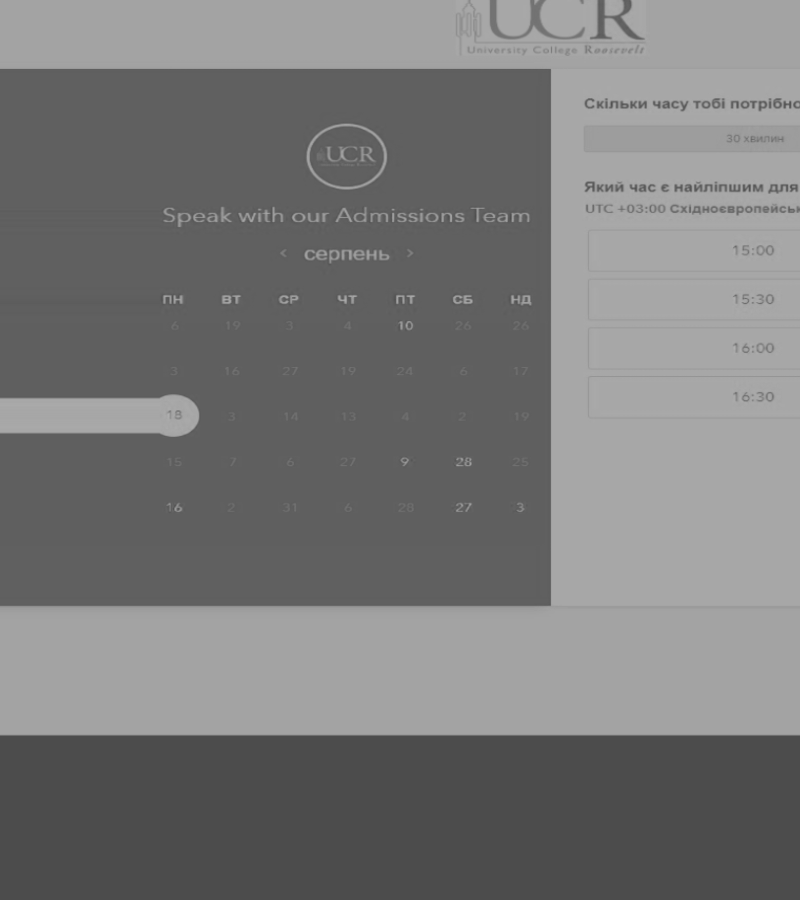 UCR
University College Roosevelt
UCR
Speak with our Admissions Team
< серпень >
ПН ВТ СР ЧТ ПТ СБ НД
6 19 3 4 10 26 26
3 16 27 19 24 6 17
18 3 14 13 4 2 19
15 7 6 27 9 28 25
16 2 31 6 28 27 3
Скільки часу тобі потрібно
30 хвилин
Який час є найліпшим для
UTC +03:00 Східноєвропейськ
15:00
15:30
16:00
16:30